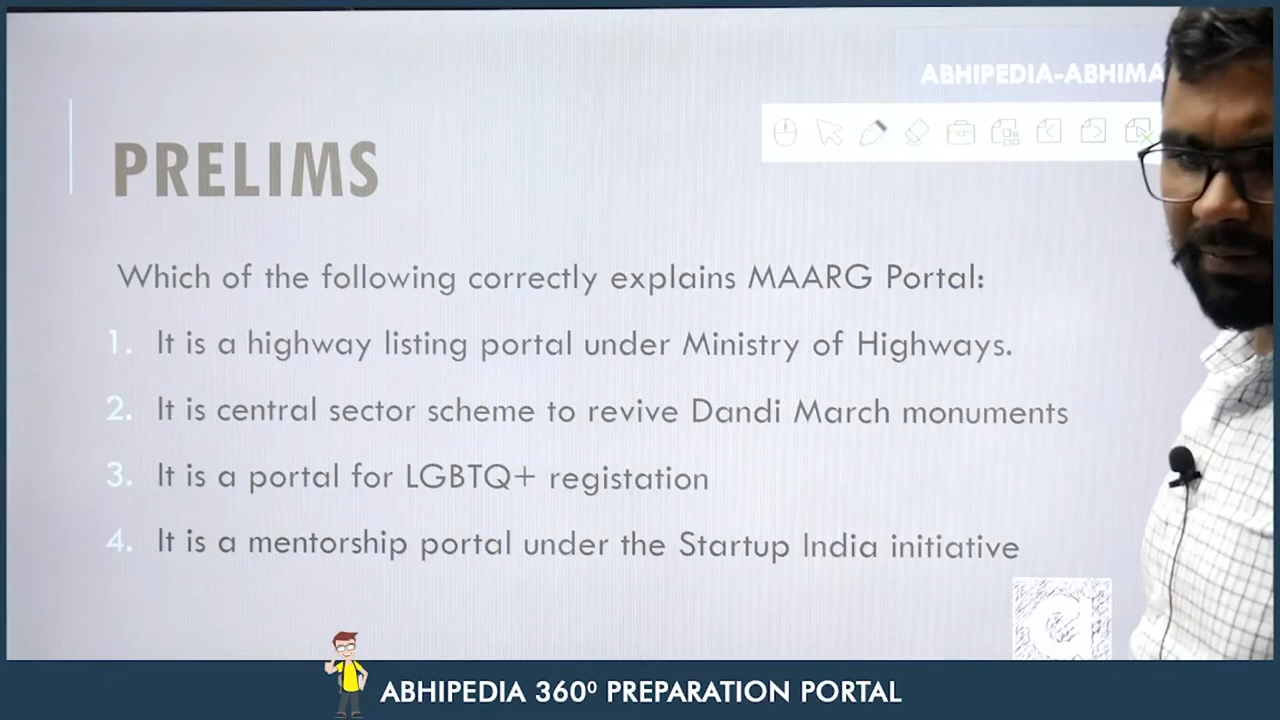 ABHIPEDIA-ABHIMA
PRELIMS
Which of the following correctly explains MAARG Portal:
1. It is a highway listing portal under Ministry of Highways.
2. It is central sector scheme to revive Dandi March monuments
3. It is a portal for LGBTQ+ registation
4. It is a mentorship portal under the Startup India initiative
ABHIPEDIA 360⁰ PREPARATION PORTAL